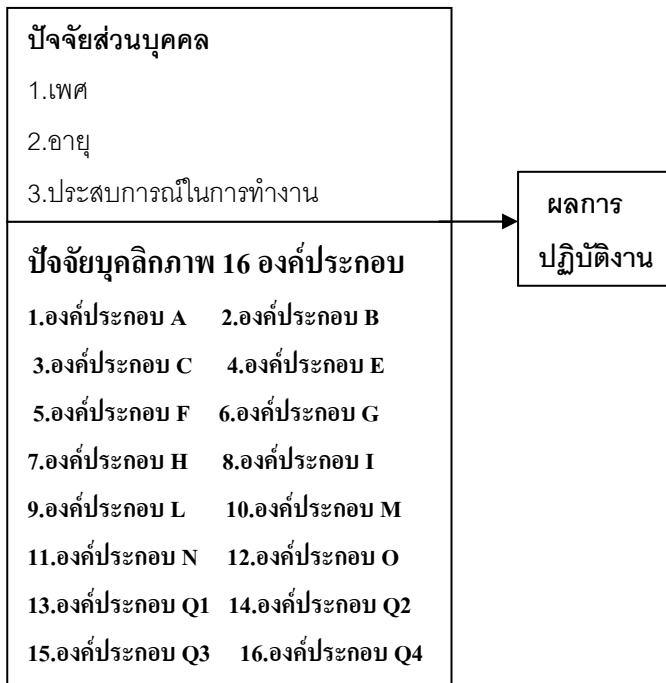 ปัจจัยส่วนบุคคล
1.เพศ
2.อายุ
3.ประสบการณ์ในการทำงาน
ปัจจัยบุคลิกภาพ 16 องค์ประกอบ
1.องค์ประกอบ A 2.องค์ประกอบ B
3.องค์ประกอบ C 4.องค์ประกอบ E
5.องค์ประกอบ F 6.องค์ประกอบ G
7.องค์ประกอบ H 8.องค์ประกอบ I
9.องค์ประกอบ L 10.องค์ประกอบ M
11.องค์ประกอบ N 12.องค์ประกอบ O
13.องค์ประกอบ Q1 14.องค์ประกอบ Q2
15.องค์ประกอบ Q3 16.องค์ประกอบ Q4
ผลการ
ปฏิบัติงาน